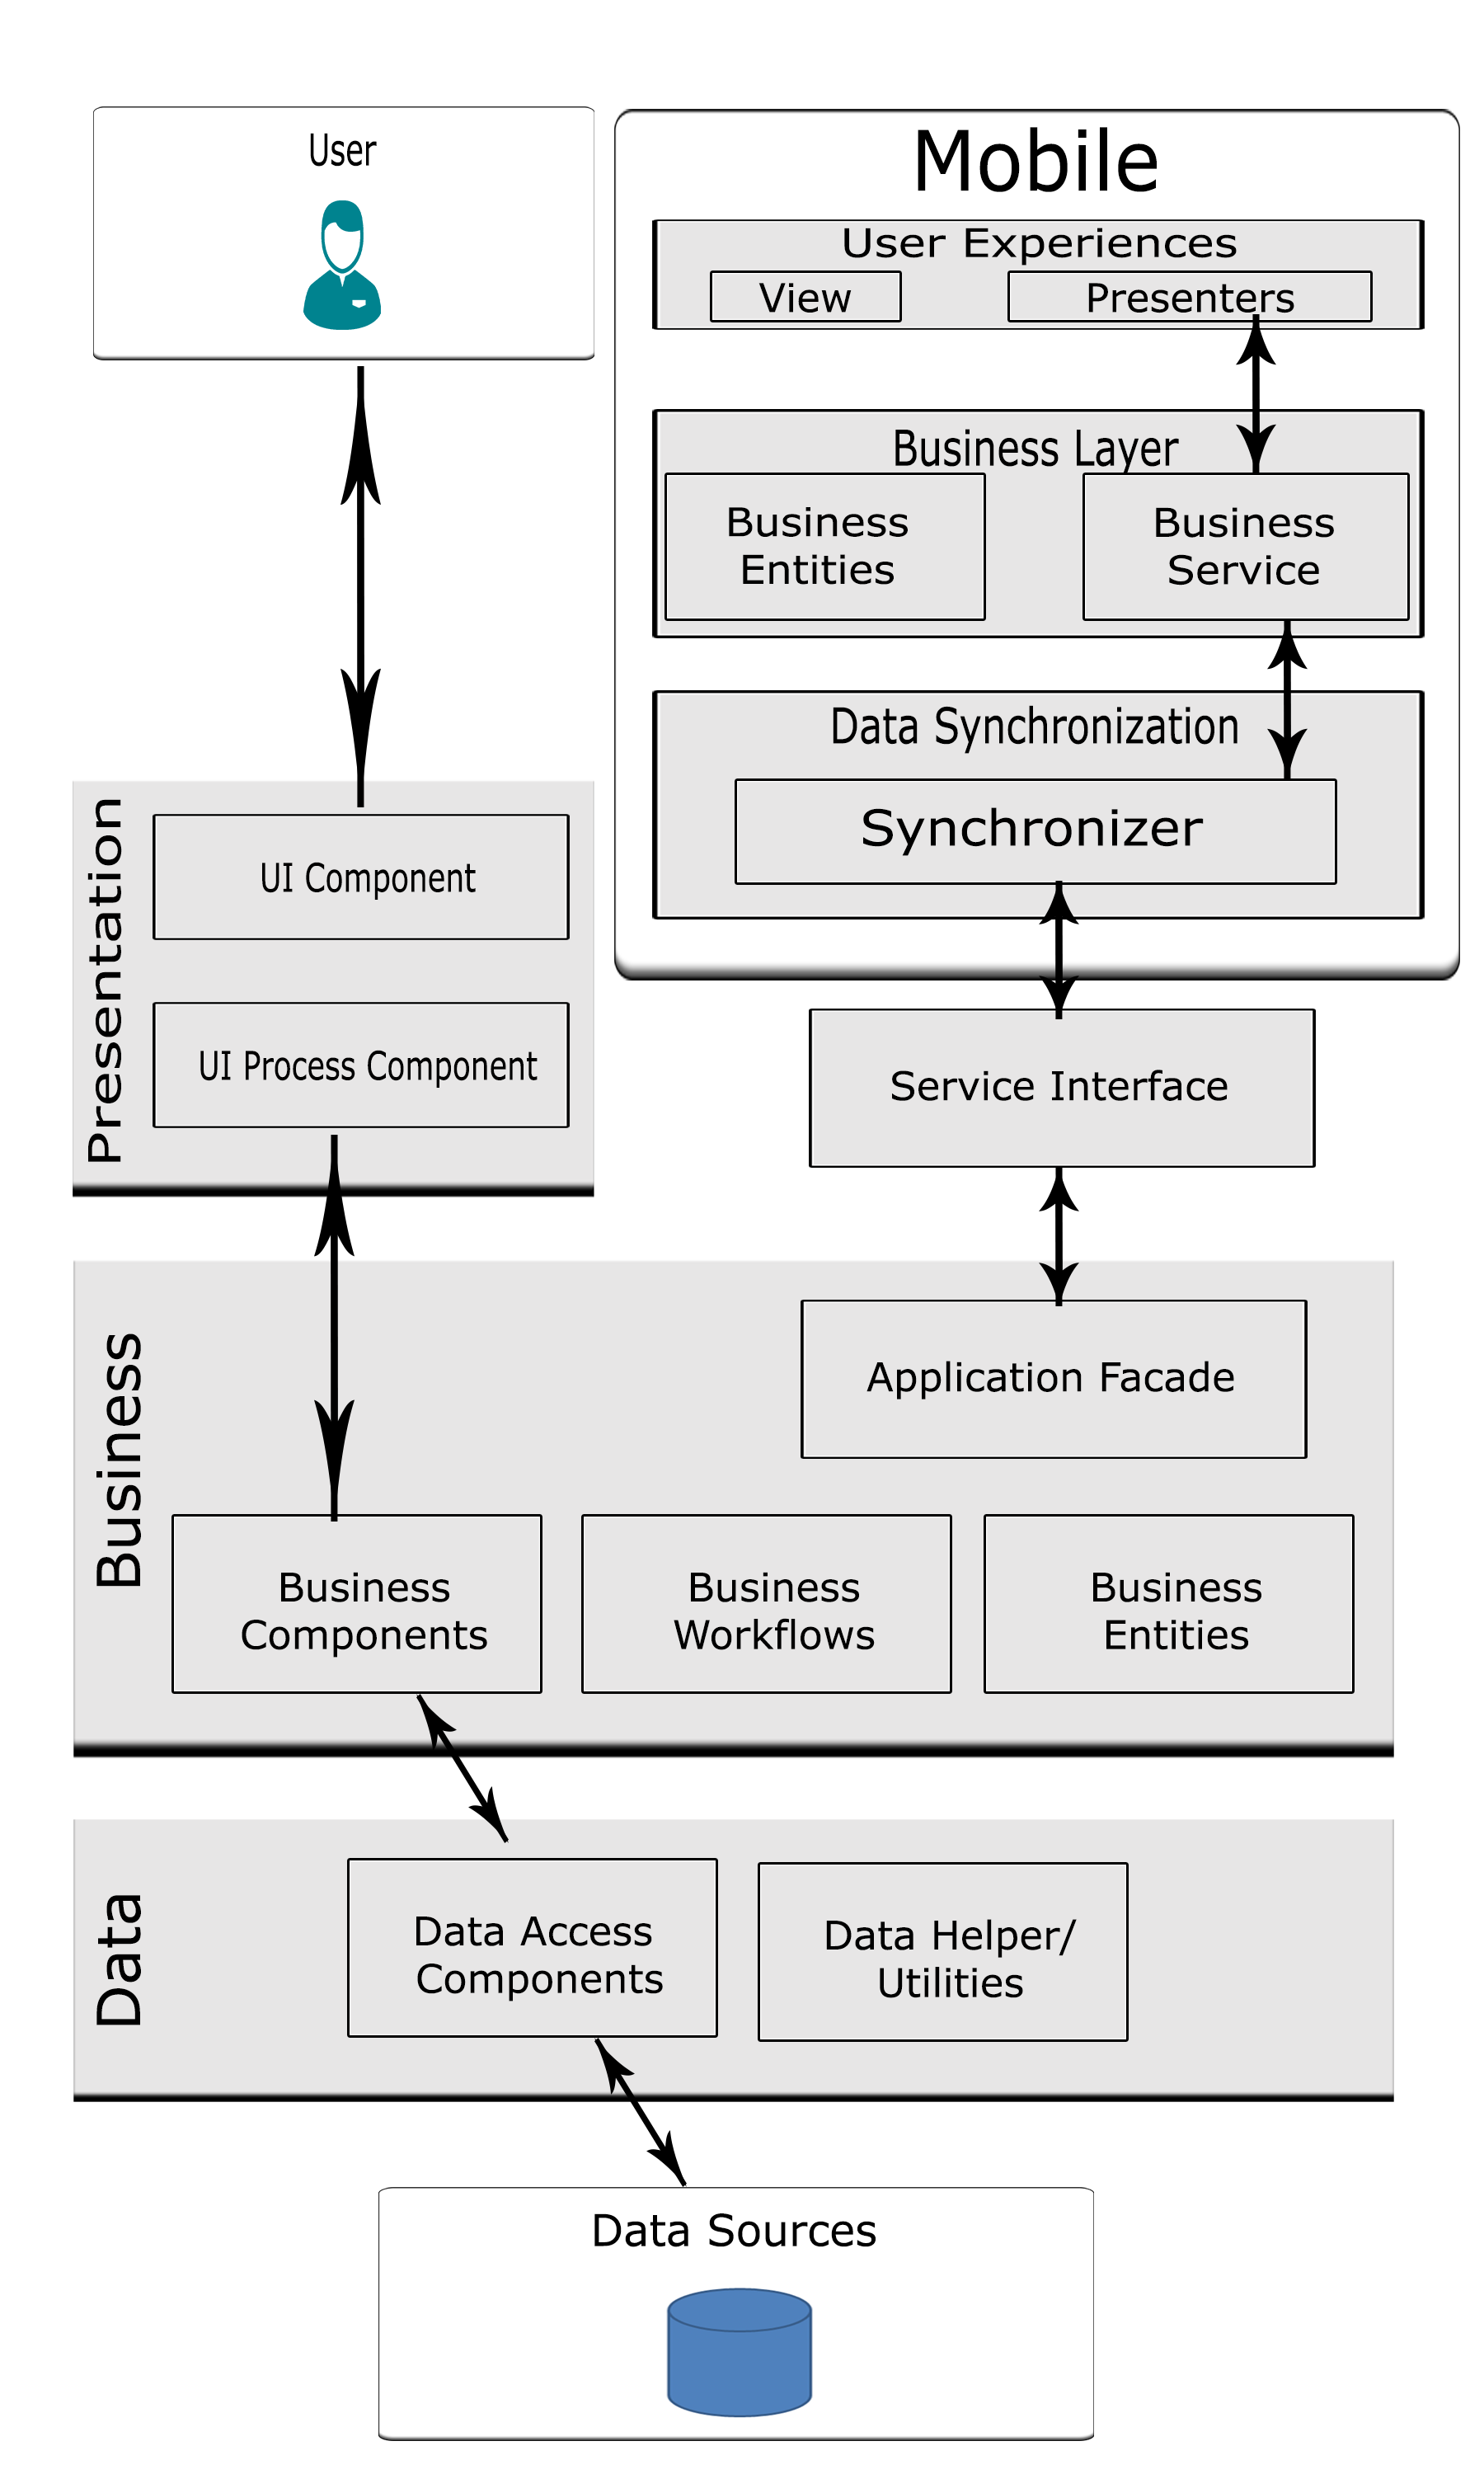 User
Mobile
User Experiences
View
Presenters
Business Layer
Business
Entities
Business
Service
Data Synchronization
Synchronizer
Presentation
UI Component
UI Process Component
Service Interface
Business
Application Facade
Business
Components
Business
Workflows
Business
Entities
Data
Data Access
Components
Data Helper/
Utilities
Data Sources